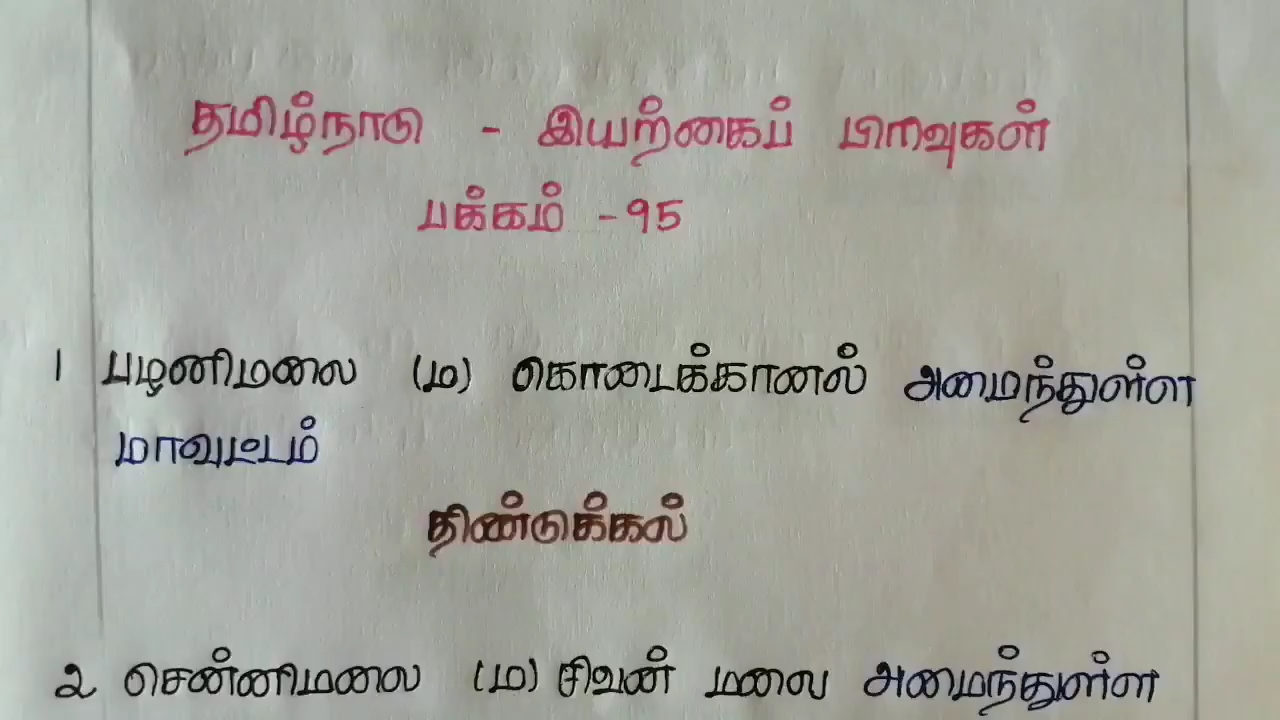 தமிழ்நாடு - இயற்கைப் பிரிவுகள்
பக்கம் - 95
1 பழனிமலை (ம) கொடைக்கானல் அமைந்துள்ள
மாவட்டம்
திண்டுக்கல்
2 சென்னிமலை (ம) சிவன் மலை அமைந்துள்ள